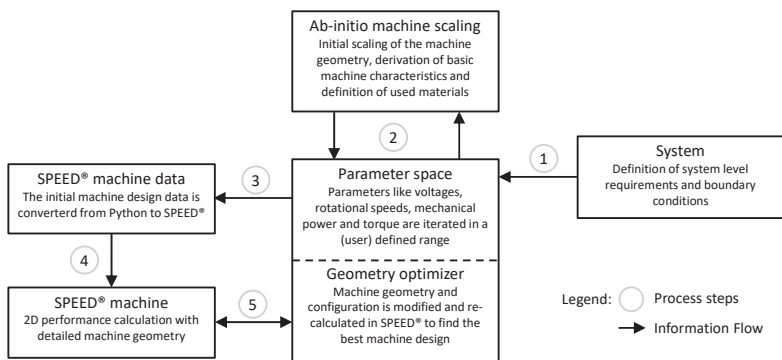 Ab-initio machine scaling
Initial scaling of the machine
geometry, derivation of basic
machine characteristics and
definition of used materials
2
1
System
Definition of system level
requirements and boundary
conditions
SPEED® machine data
The initial machine design data is
converterd from Python to SPEED®
3
Parameter space
Parameters like voltages,
rotational speeds, mechanical
power and torque are iterated in a
(user) defined range
4
Geometry optimizer
Machine geometry and
configuration is modified and re-
calculated in SPEED® to find the
best machine design
SPEED® machine
2D performance calculation with
detailed machine geometry
5
Legend:
Process steps
Information Flow